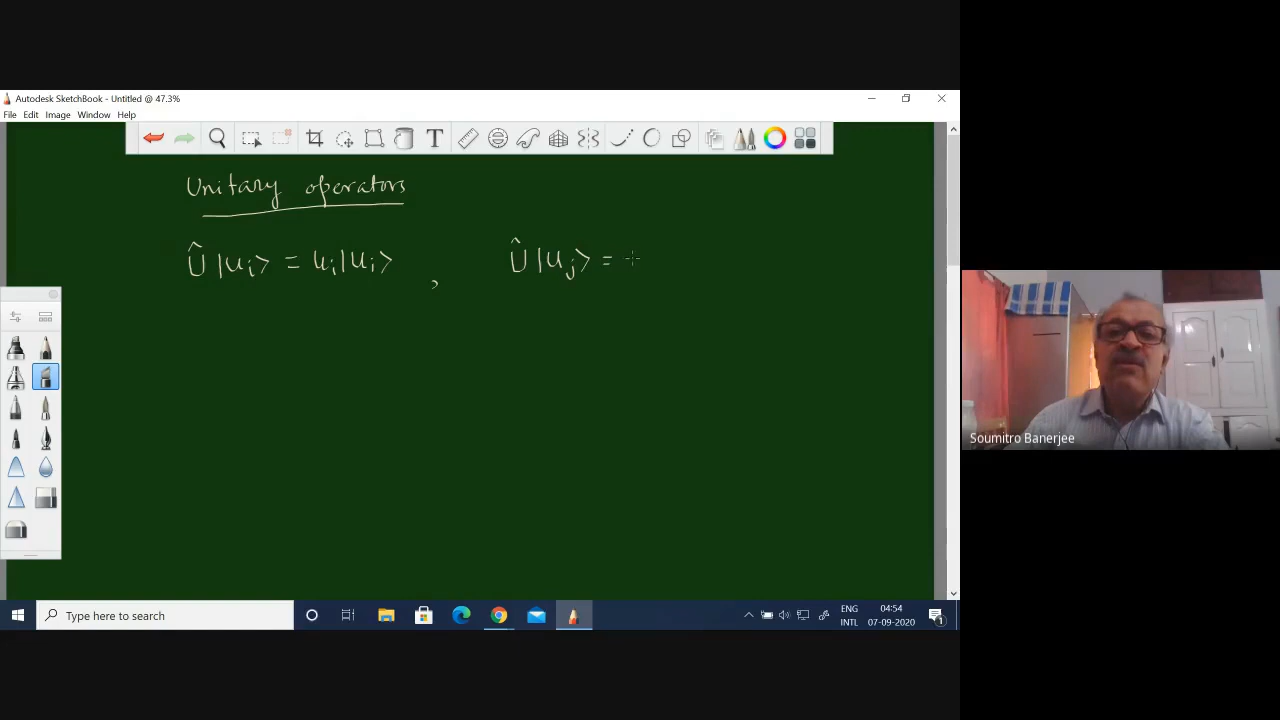 Autodesk SketchBook - Untitled @ 47.3%
File Edit Image Window Help
T
Unitary operators
Û |uᵢ⟩ = uᵢ|uᵢ⟩ , Û |uⱼ⟩ =
Soumitro Banerjee
Type here to search
ENG 04:54
INTL 07-09-2020
1